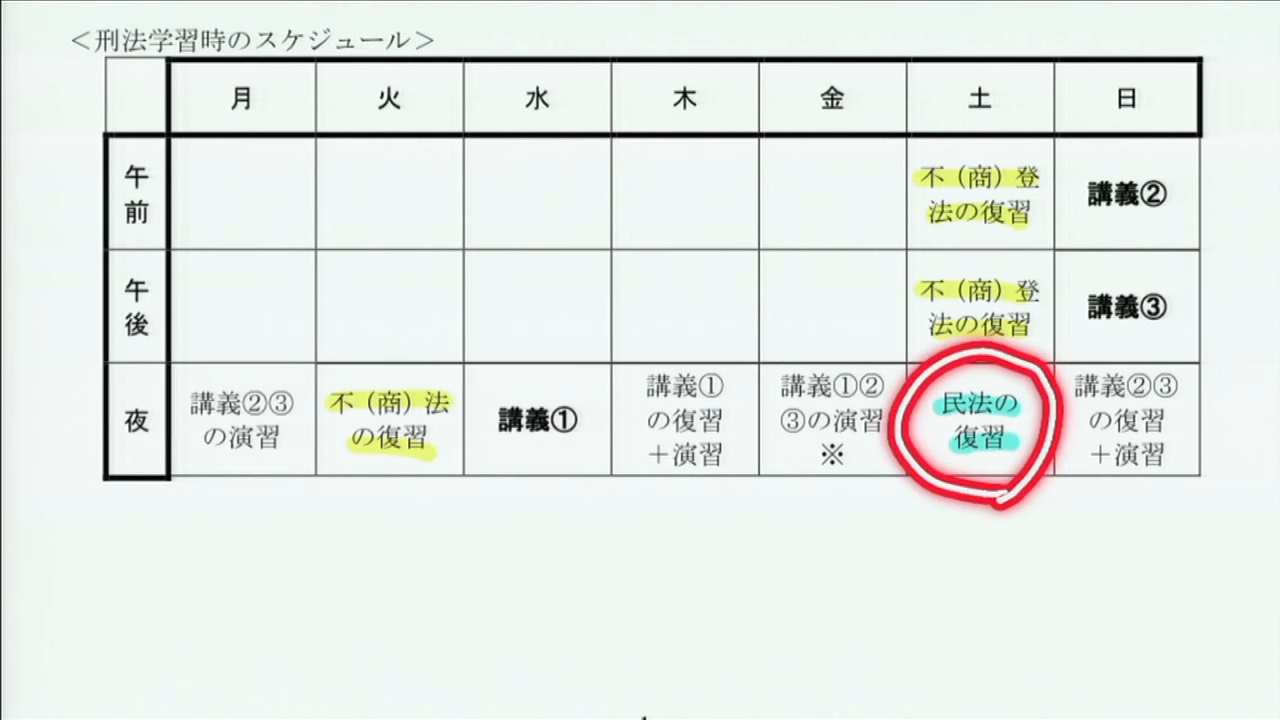 ＜刑法学習時のスケジュール＞
月 火 水 木 金 土 日
午前
不（商）登
法の復習
講義②
午後
不（商）登
法の復習
講義③
夜
講義②③
の演習
不（商）法
の復習
講義①
講義①
の復習
＋演習
講義①②
③の演習
※
民法の
復習
講義②③
の復習
＋演習